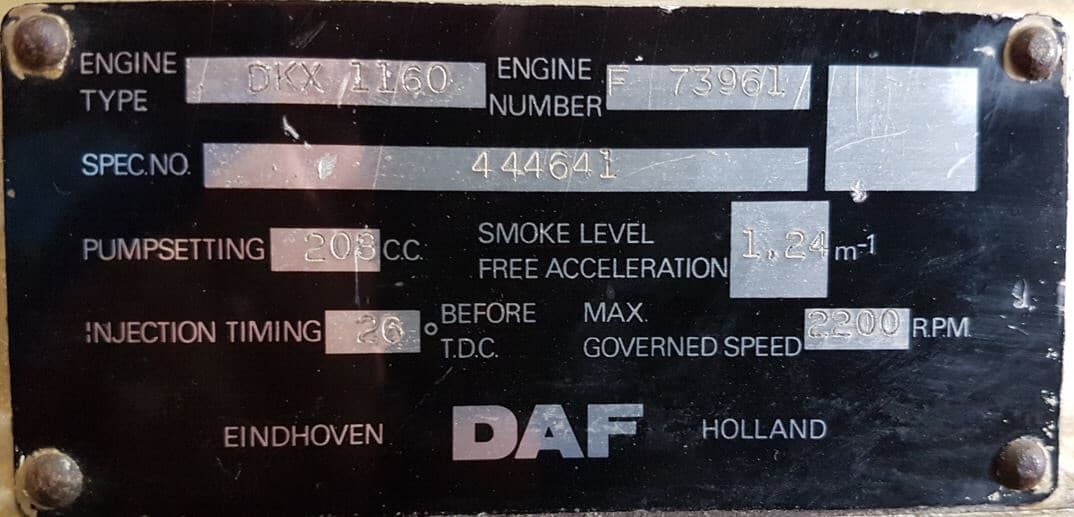 ENGINE TYPE DKX 1160 ENGINE NUMBER F 73961
SPEC.NO. 444641
PUMPSETTING 208 C.C. SMOKE LEVEL FREE ACCELERATION 1,24 m-1
INJECTION TIMING 26 ° BEFORE T.D.C. MAX. GOVERNED SPEED 2200 R.P.M.
EINDHOVEN DAF HOLLAND